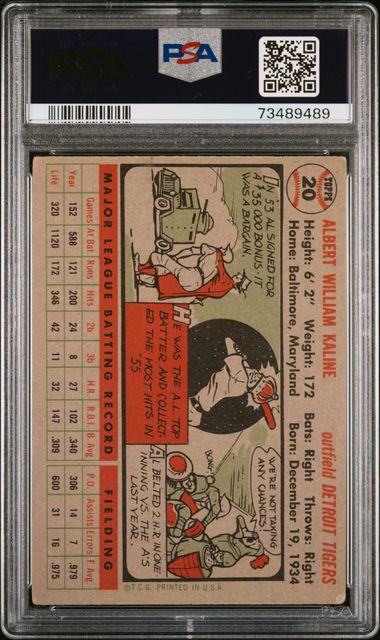 PSA
PSA
73489489
TOPPS
20
ALBERT WILLIAM KALINE
outfield DETROIT TIGERS
Height: 6' 2" Weight: 172 Bats: Right Throws: Right
Home: Baltimore, Maryland Born: December 19, 1934
IN '53 AL SIGNED FOR
A $35,000 BONUS - IT
WAS A BARGAIN.
HE WAS THE A.L. TOP
BATTER AND COLLECT-
ED THE MOST HITS IN
'55
WE'RE NOT TAKING
ANY CHANCES!
BOING
AL BELTED 2 H.R. IN ONE
INNING VS. THE A'S
LAST YEAR.
MAJOR LEAGUE BATTING RECORD FIELDING
Games At Bat Runs Hits 2b 3b H.R. R.B.I. B. Avg P.O. Assists Errors F. Avg.
Year 152 588 121 200 24 8 27 102 .340 306 14 7 .979
Life 320 1120 172 346 42 11 32 147 .309 600 31 16 .975
© T.C.G. PRINTED IN U.S.A.